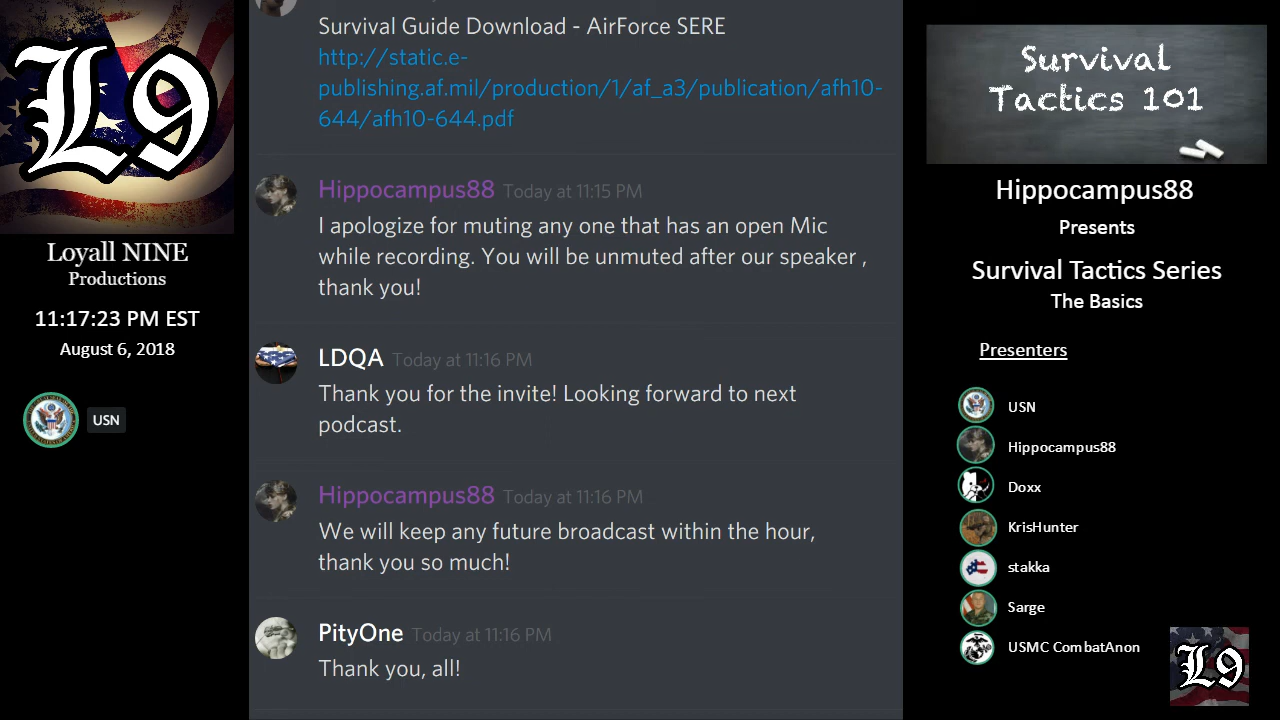 L9
Loyall NINE
Productions
11:17:23 PM EST
August 6, 2018
USN
Survival Guide Download - AirForce SERE
http://static.e-
publishing.af.mil/production/1/af_a3/publication/afh10-
644/afh10-644.pdf
Hippocampus88 Today at 11:15 PM
I apologize for muting any one that has an open Mic
while recording. You will be unmuted after our speaker ,
thank you!
LDQA Today at 11:16 PM
Thank you for the invite! Looking forward to next
podcast.
Hippocampus88 Today at 11:16 PM
We will keep any future broadcast within the hour,
thank you so much!
PityOne Today at 11:16 PM
Thank you, all!
Survival
Tactics 101
Hippocampus88
Presents
Survival Tactics Series
The Basics
Presenters
USN
Hippocampus88
Doxx
KrisHunter
stakka
Sarge
USMC CombatAnon
L9